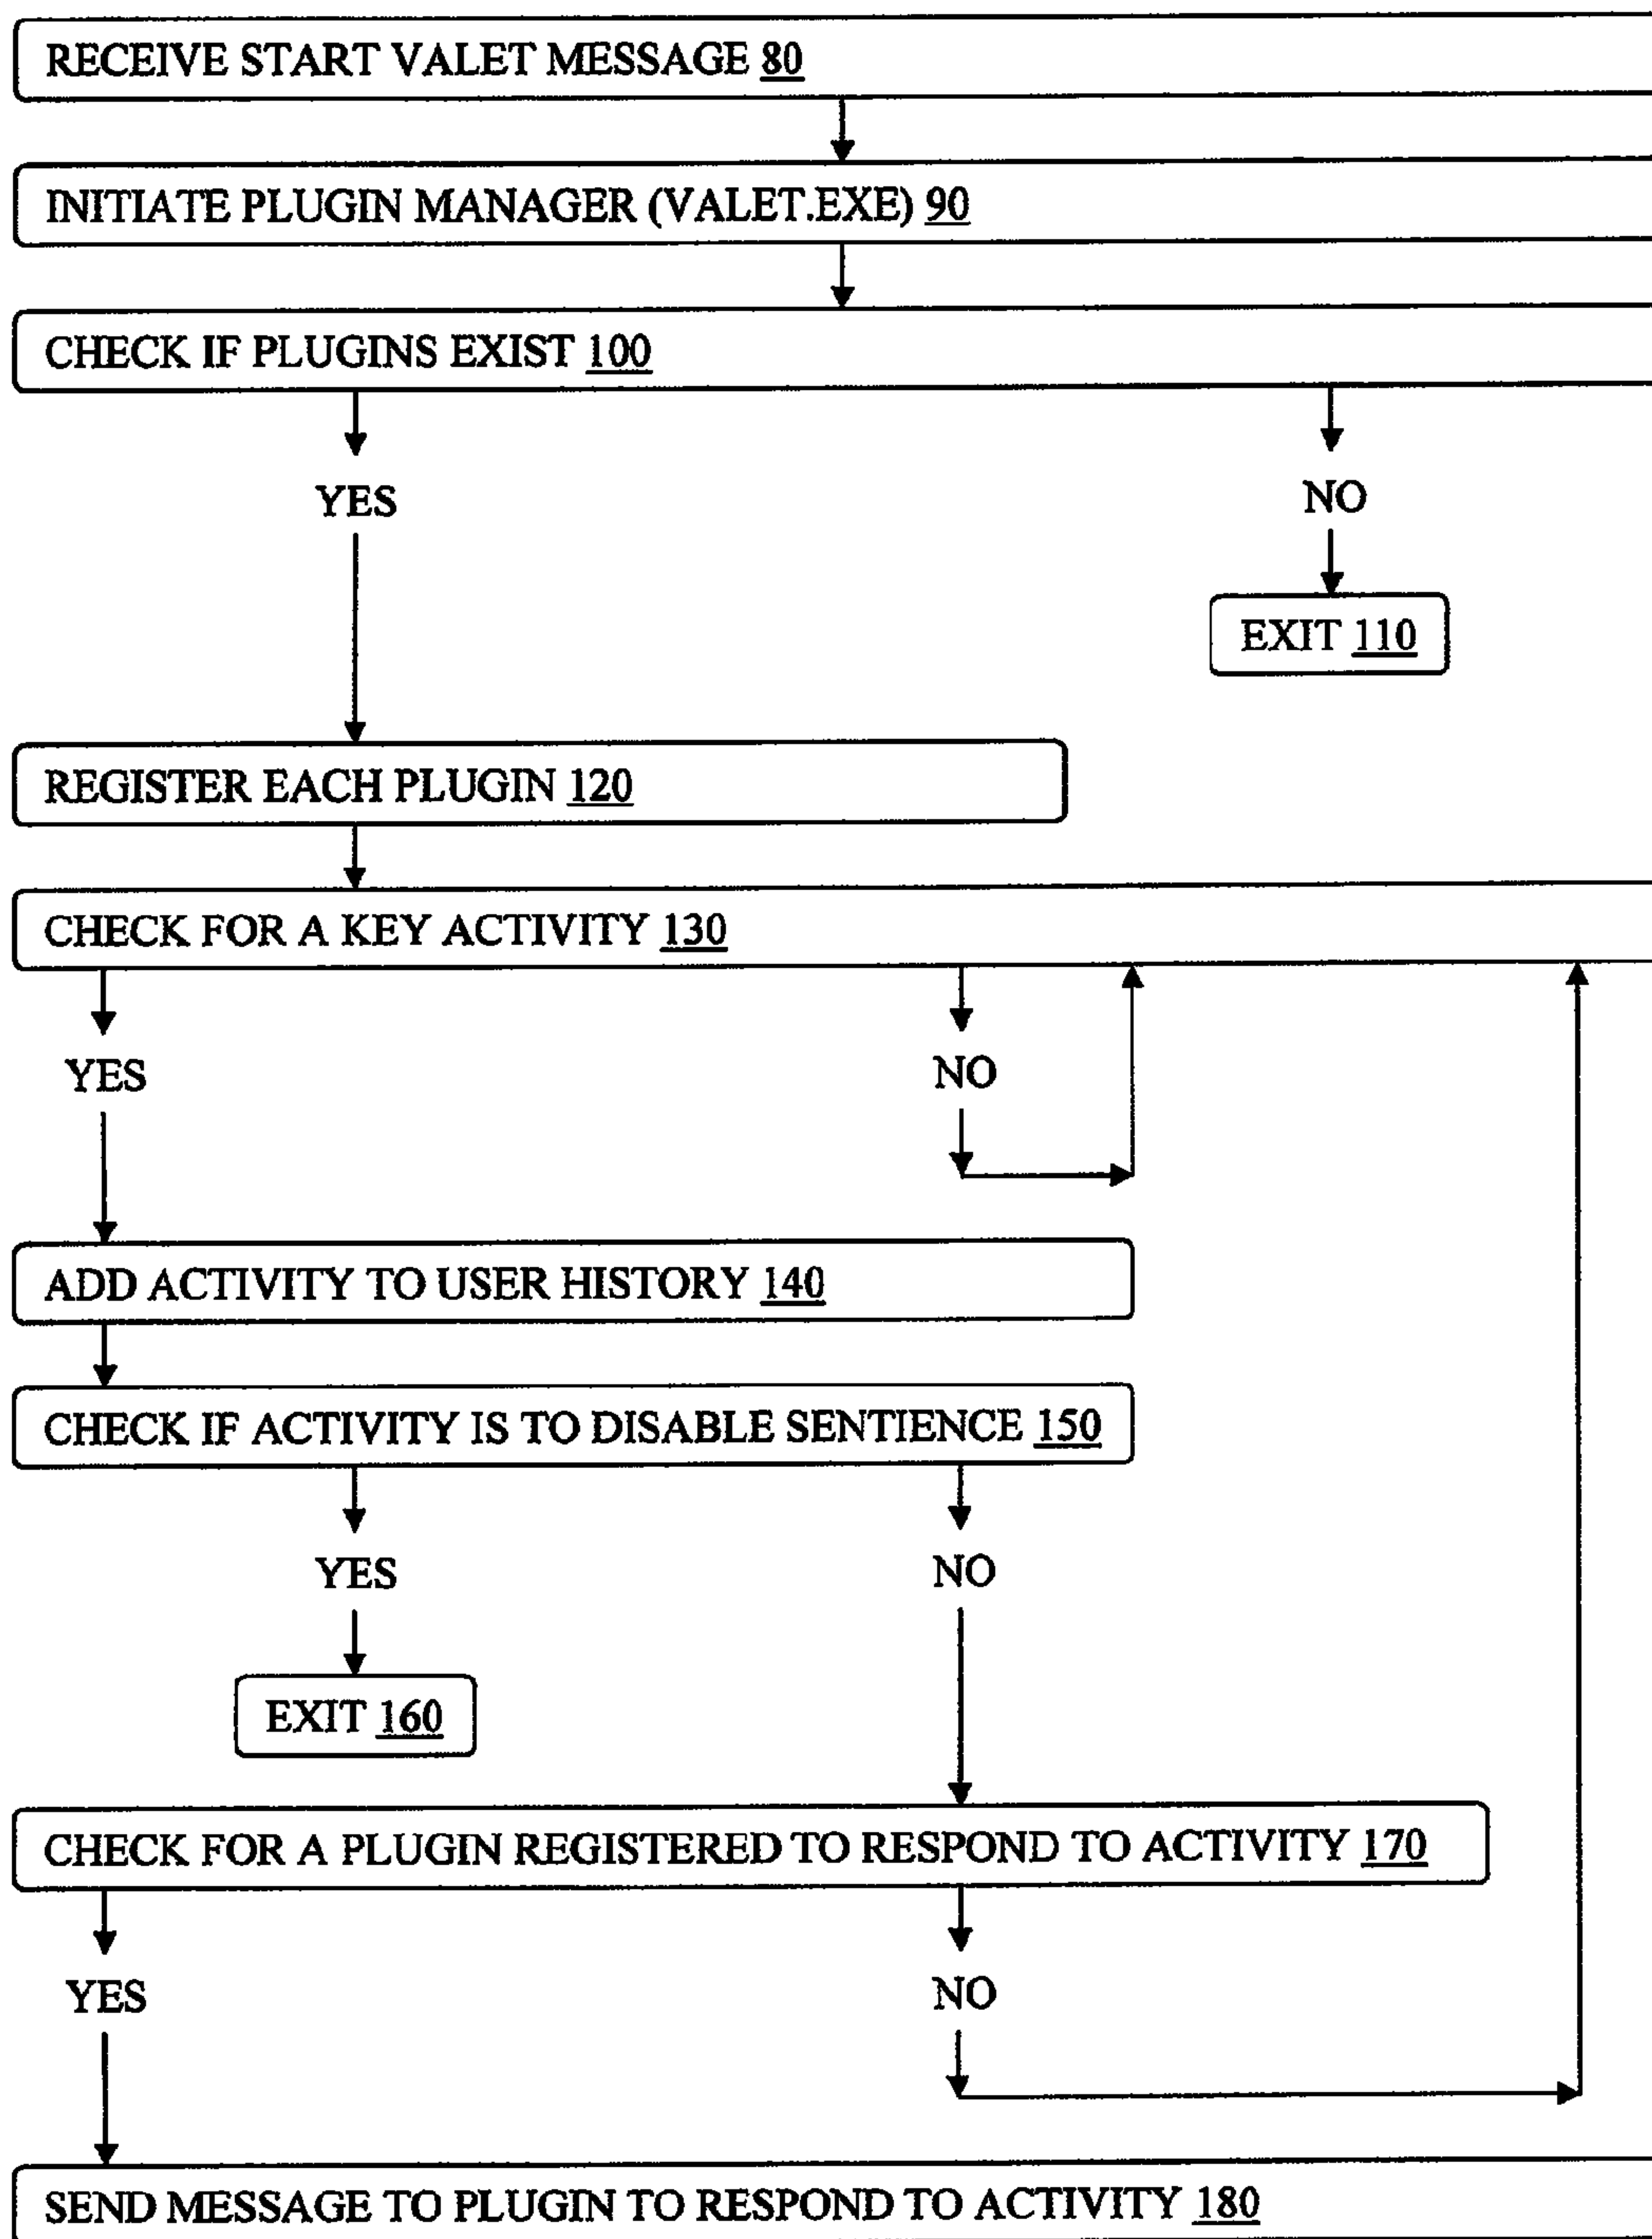 RECEIVE START VALET MESSAGE 80
INITIATE PLUGIN MANAGER (VALET.EXE) 90
CHECK IF PLUGINS EXIST 100
YES
NO
EXIT 110
REGISTER EACH PLUGIN 120
CHECK FOR A KEY ACTIVITY 130
YES
NO
ADD ACTIVITY TO USER HISTORY 140
CHECK IF ACTIVITY IS TO DISABLE SENTIENCE 150
YES
NO
EXIT 160
CHECK FOR A PLUGIN REGISTERED TO RESPOND TO ACTIVITY 170
YES
NO
SEND MESSAGE TO PLUGIN TO RESPOND TO ACTIVITY 180